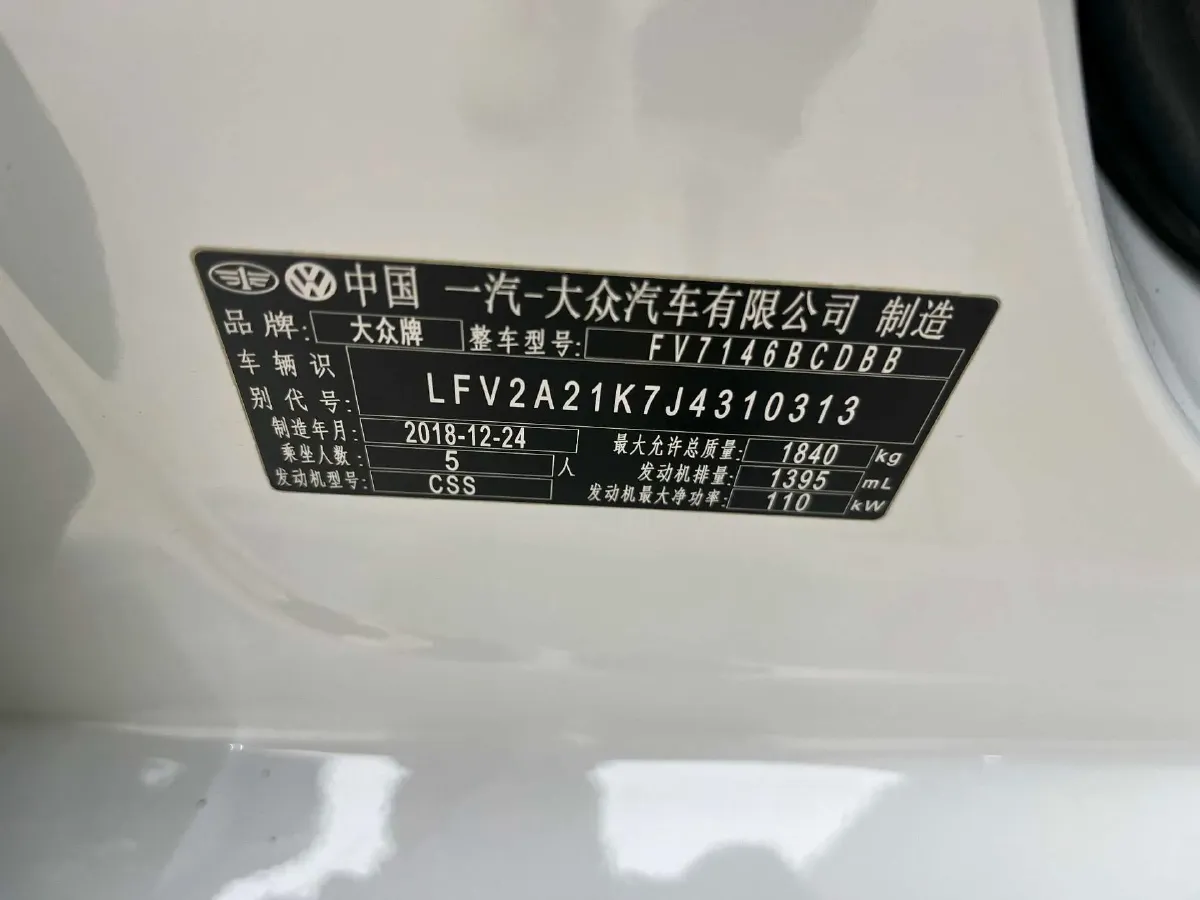 中国 一汽-大众汽车有限公司 制造
品牌: 大众牌 整车型号: FV7146BCDBB
车辆识别代号: LFV2A21K7J4310313
制造年月: 2018-12-24 最大允许总质量: 1840 kg
乘坐人数: 5 人 发动机排量: 1395 mL
发动机型号: CSS 发动机最大净功率: 110 kW